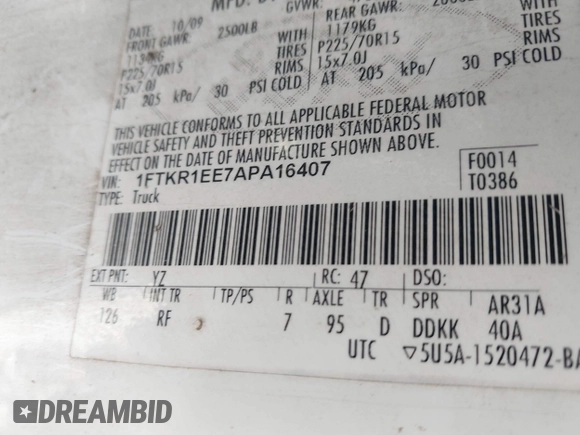 MFD.
GVWR:
DATE: 10/09
FRONT GAWR: 2500LB
1134KG WITH
P225/70R15 TIRES
15x7.0J RIMS
AT 205 kPa/ 30 PSI COLD
REAR GAWR:
1179KG WITH
P225/70R15 TIRES
15x7.0J RIMS
AT 205 kPa/ 30 PSI COLD
THIS VEHICLE CONFORMS TO ALL APPLICABLE FEDERAL MOTOR
VEHICLE SAFETY AND THEFT PREVENTION STANDARDS IN
EFFECT ON THE DATE OF MANUFACTURE SHOWN ABOVE.
VIN: 1FTKR1EE7APA16407
TYPE: Truck
F0014
T0386
EXT PNT: YZ RC: 47 DSO:
WB INT TR TP/PS R AXLE TR SPR AR31A
126 RF 7 95 D DDKK 40A
UTC ▽5U5A-1520472-BA
DREAMBID